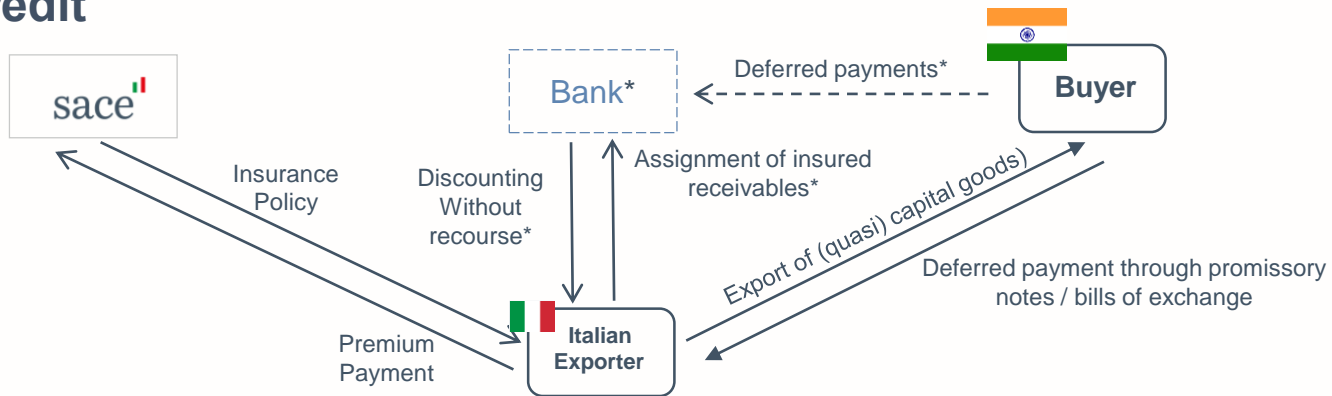 sace
Bank*
Deferred payments*
Buyer
Insurance
Policy
Discounting
Without
recourse*
Assignment of insured
receivables*
Export of (quasi) capital goods)
Deferred payment through promissory
notes / bills of exchange
Premium
Payment
Italian
Exporter